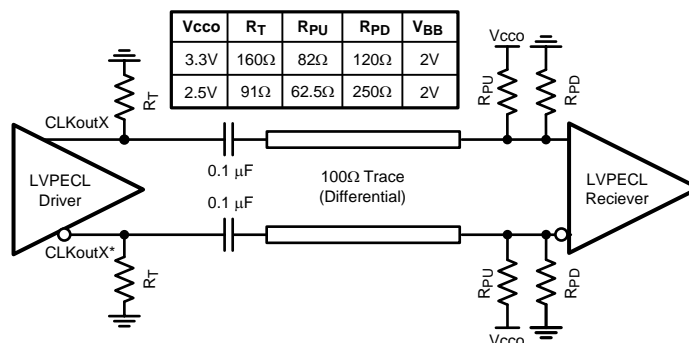 Vcco RT RPU RPD VBB
3.3V 160Ω 82Ω 120Ω 2V
2.5V 91Ω 62.5Ω 250Ω 2V
Vcco
RT
RPU
RPD
CLKoutX
0.1 μF
LVPECL
Driver
100Ω Trace
(Differential)
LVPECL
Reciever
0.1 μF
CLKoutX*
RT
RPU
RPD
Vcco